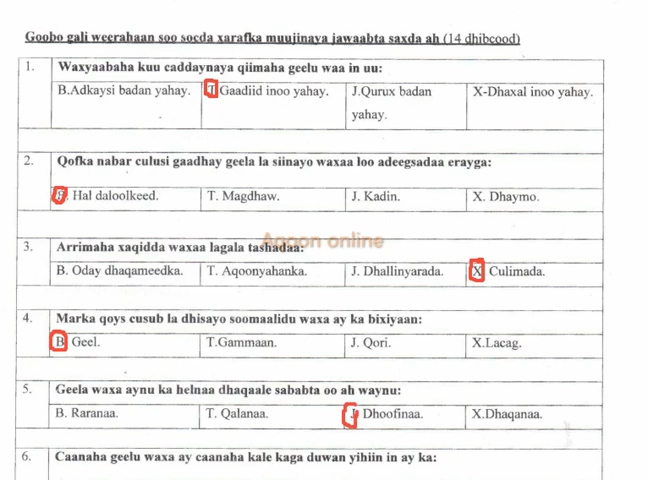 Goobo gali weerahaan soo socda xarafka muujinaya jawaabta saxda ah (14 dhibcood)
1. Waxyaabaha kuu caddaynaya qiimaha geelu waa in uu:
B.Adkaysi badan yahay. T.Gaadiid inoo yahay. J.Qurux badan yahay. X-Dhaxal inoo yahay.
2. Qofka nabar culusi gaadhay geela la siinayo waxaa loo adeegsadaa erayga:
B. Hal daloolkeed. T. Magdhaw. J. Kadin. X. Dhaymo.
Aqoon online
3. Arrimaha xaqidda waxaa lagala tashadaa:
B. Oday dhaqameedka. T. Aqoonyahanka. J. Dhallinyarada. X. Culimada.
4. Marka qoys cusub la dhisayo soomaalidu waxa ay ka bixiyaan:
B. Geel. T.Gammaan. J. Qori. X.Lacag.
5. Geela waxa aynu ka helnaa dhaqaale sababta oo ah waynu:
B. Raranaa. T. Qalanaa. J. Dhoofinaa. X.Dhaqanaa.
6. Caanaha geelu waxa ay caanaha kale kaga duwan yihiin in ay ka: